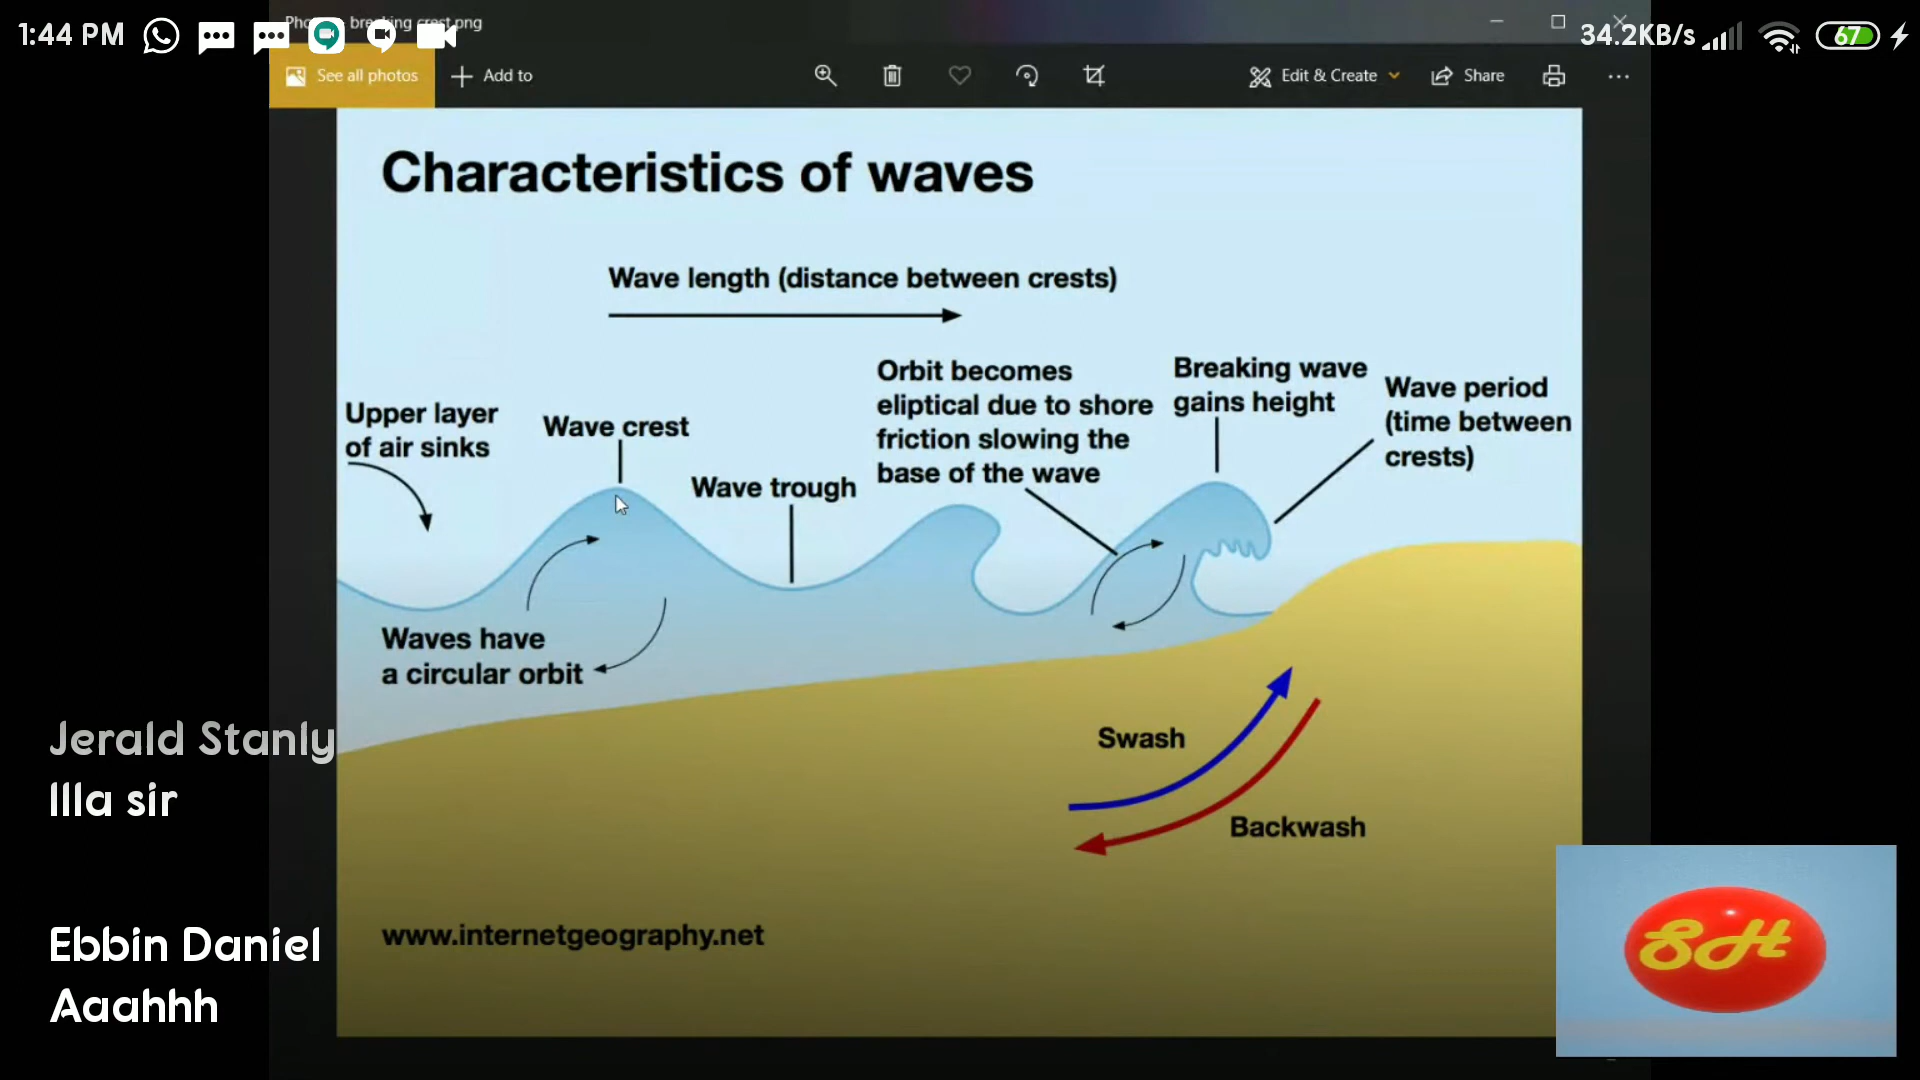 1:44 PM
34.2KB/s
67
See all photos
Add to
Edit & Create
Share
Characteristics of waves
Wave length (distance between crests)
Upper layer
of air sinks
Wave crest
Wave trough
Orbit becomes
eliptical due to shore
friction slowing the
base of the wave
Breaking wave
gains height
Wave period
(time between
crests)
Waves have
a circular orbit
Swash
Backwash
www.internetgeography.net
Jerald Stanly
Illa sir
Ebbin Daniel
Aaahhh
SH